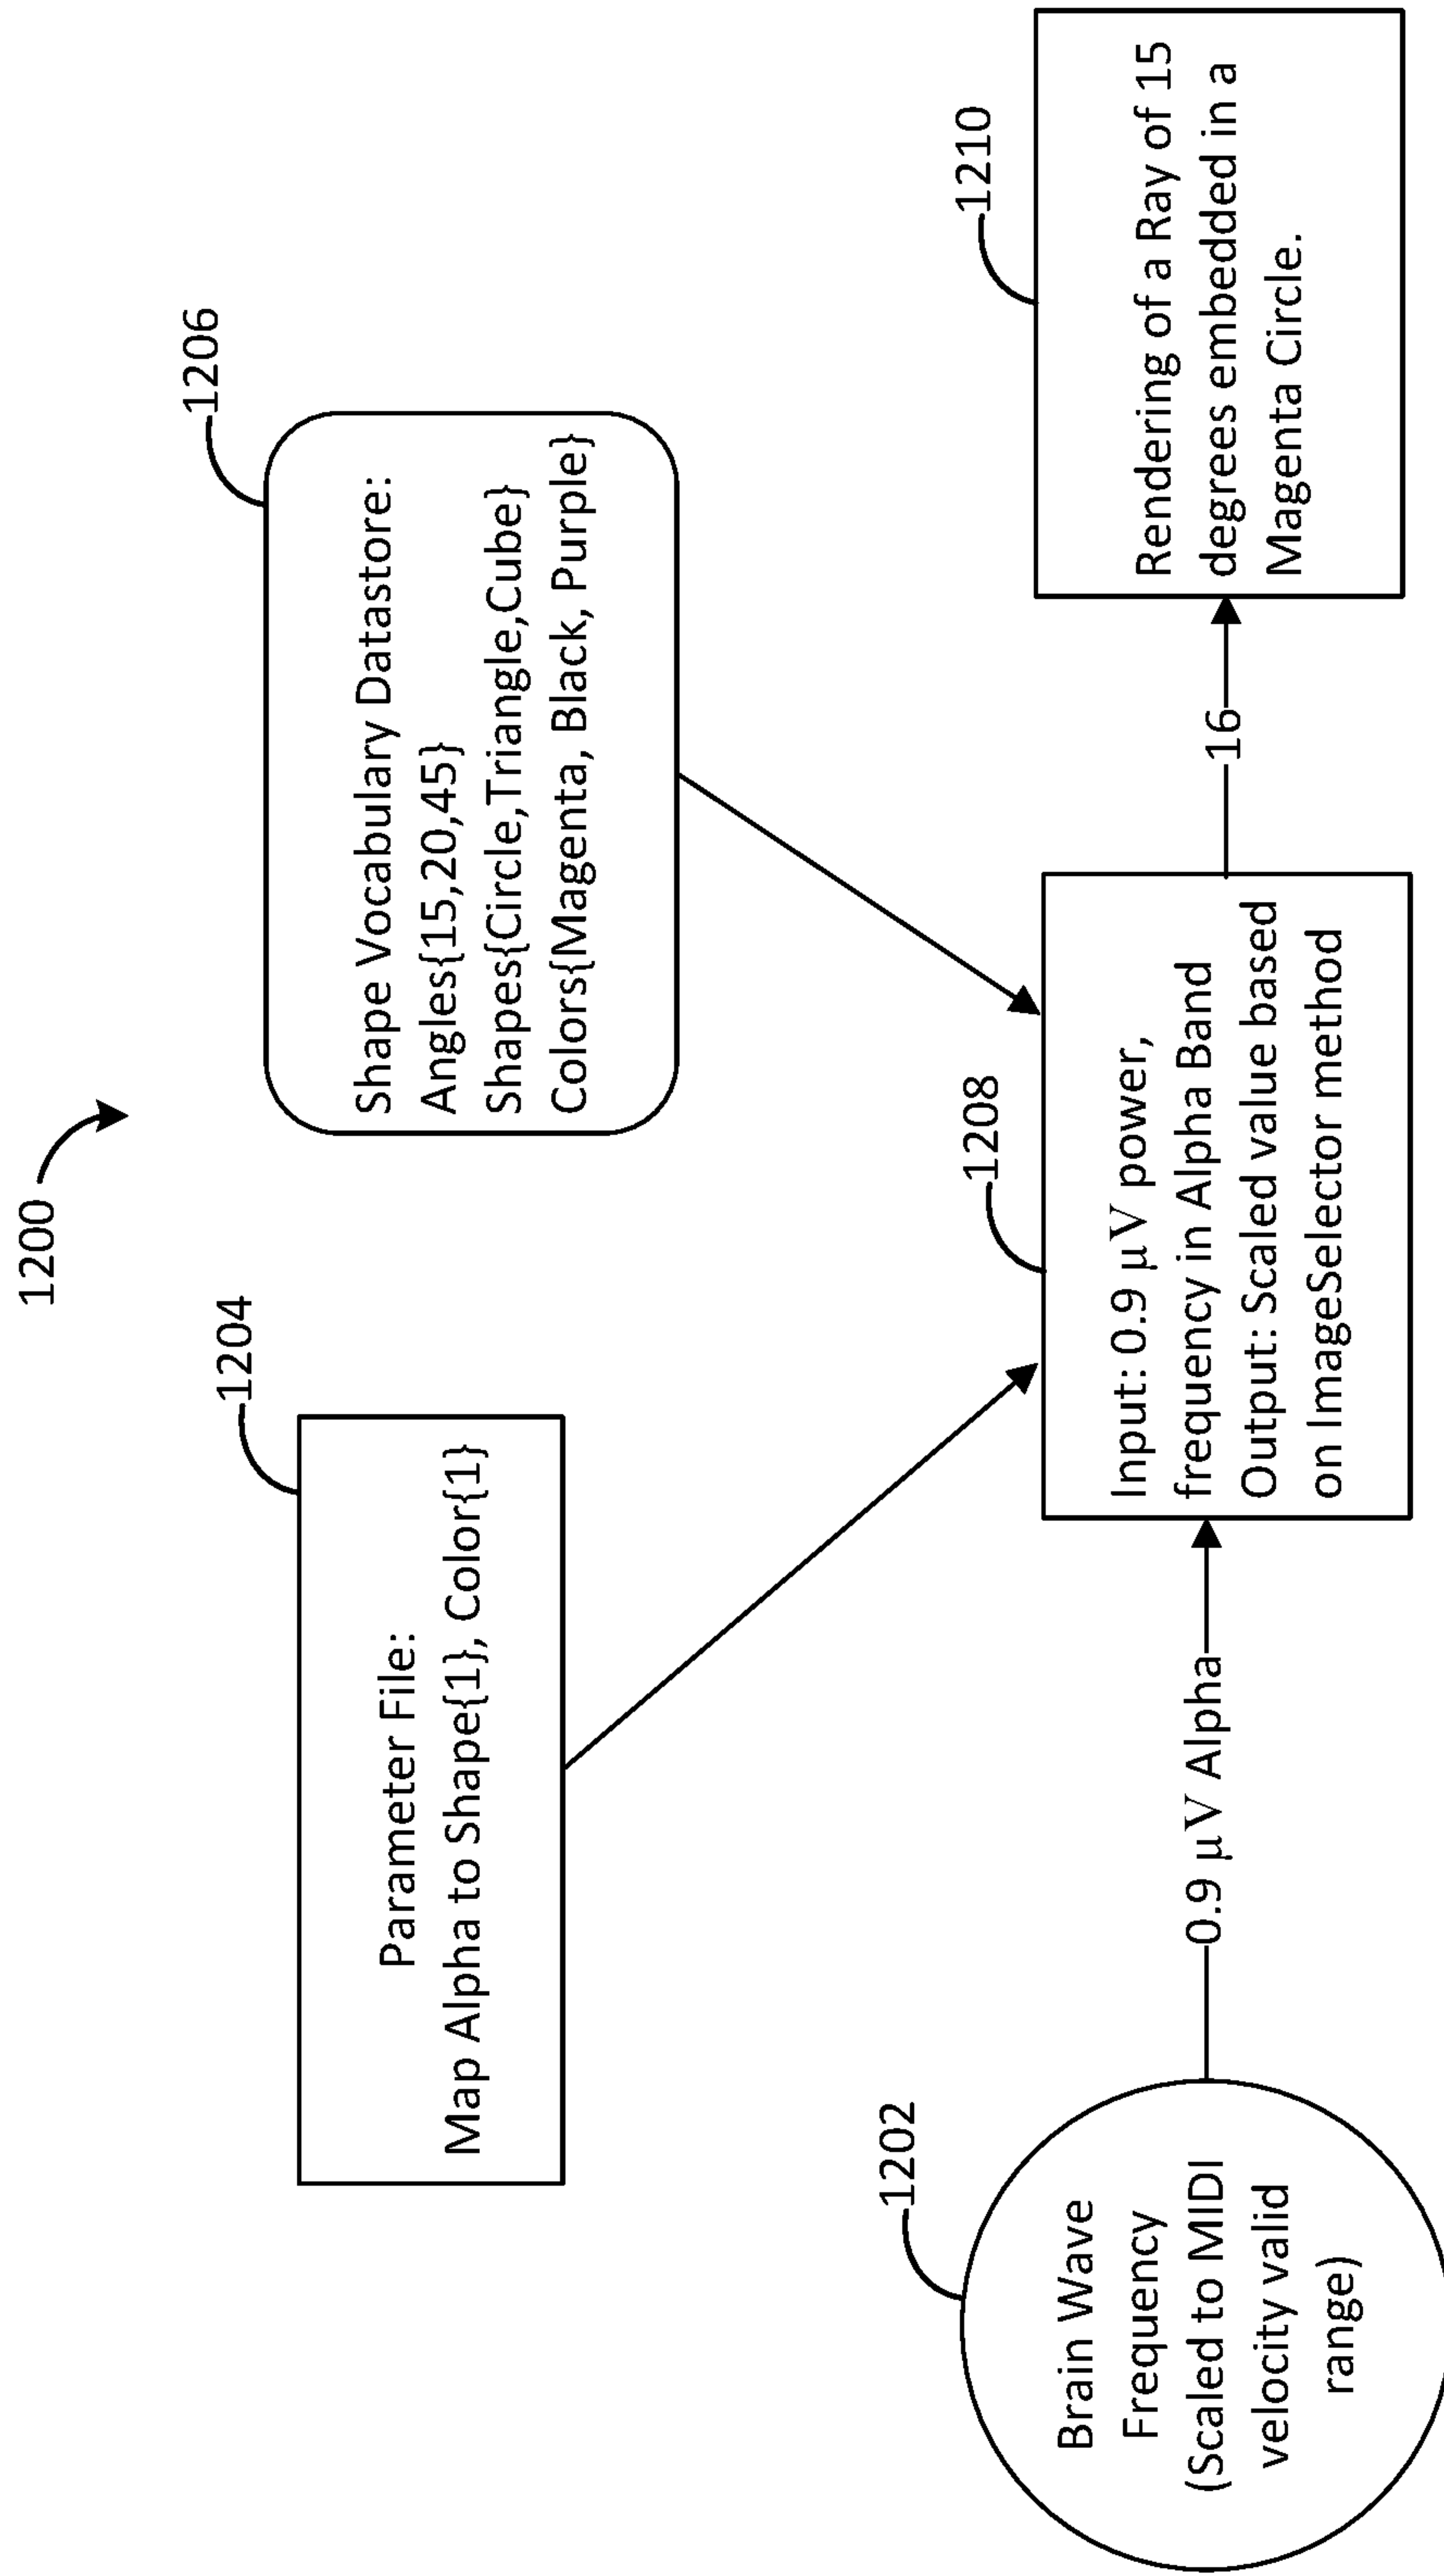 1200
1204
Parameter File:
Map Alpha to Shape{1}, Color{1}
1206
Shape Vocabulary Datastore:
Angles{15,20,45}
Shapes{Circle,Triangle,Cube}
Colors{Magenta, Black, Purple}
1202
Brain Wave
Frequency
(Scaled to MIDI
velocity valid
range)
0.9 μV Alpha
1208
Input: 0.9 μV power,
frequency in Alpha Band
Output: Scaled value based
on ImageSelector method
16
1210
Rendering of a Ray of 15
degrees embedded in a
Magenta Circle.